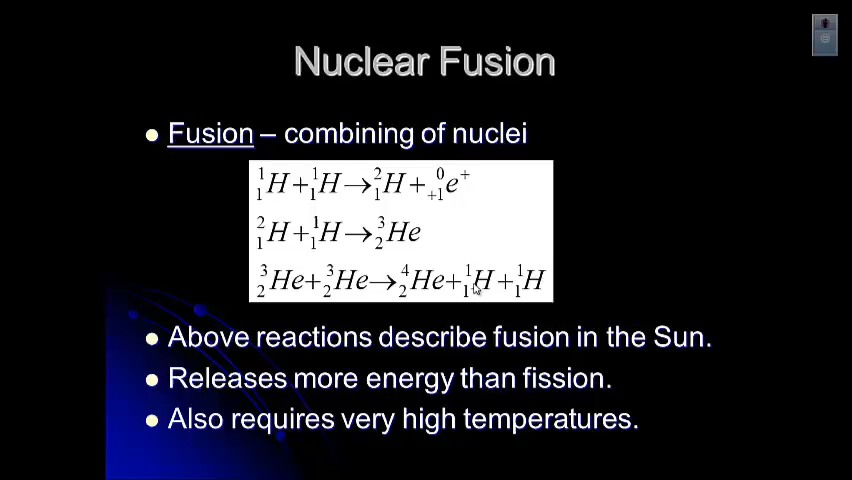 Nuclear Fusion
Fusion – combining of nuclei
¹₁H + ¹₁H → ²₁H + ⁰₊₁e⁺
²₁H + ¹₁H → ³₂He
³₂He + ³₂He → ⁴₂He + ¹₁H + ¹₁H
Above reactions describe fusion in the Sun.
Releases more energy than fission.
Also requires very high temperatures.